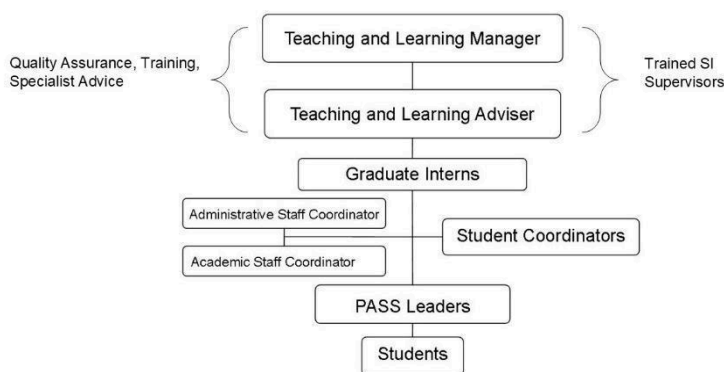 Teaching and Learning Manager
Quality Assurance, Training,
Specialist Advice
Trained SI
Supervisors
Teaching and Learning Adviser
Graduate Interns
Administrative Staff Coordinator
Student Coordinators
Academic Staff Coordinator
PASS Leaders
Students